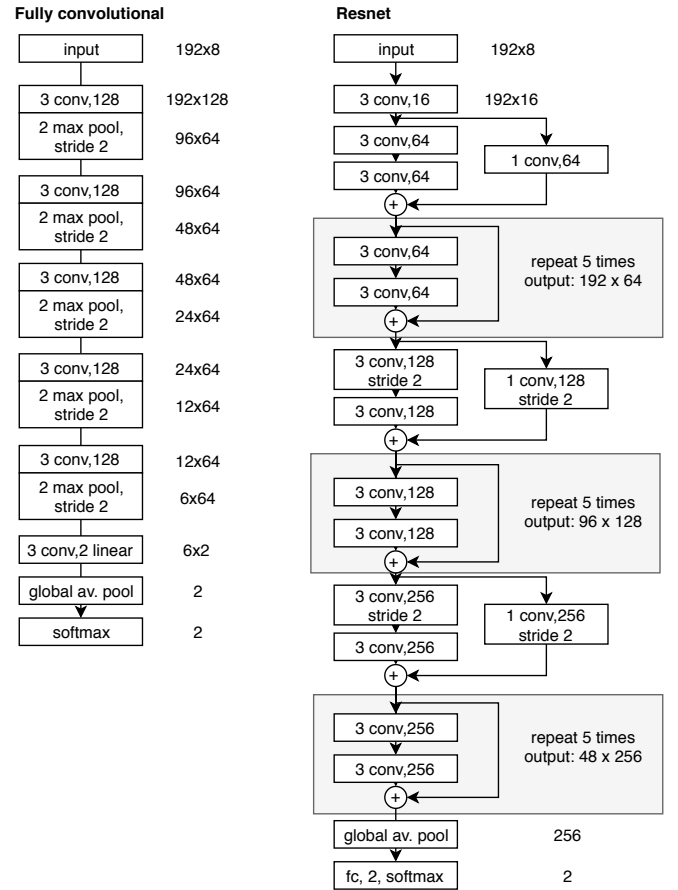 Fully convolutional
input 192x8
3 conv,128 192x128
2 max pool,
stride 2 96x64
3 conv,128 96x64
2 max pool,
stride 2 48x64
3 conv,128 48x64
2 max pool,
stride 2 24x64
3 conv,128 24x64
2 max pool,
stride 2 12x64
3 conv,128 12x64
2 max pool,
stride 2 6x64
3 conv,2 linear 6x2
global av. pool 2
softmax 2
Resnet
input 192x8
3 conv,16 192x16
3 conv,64
1 conv,64
3 conv,64
+
3 conv,64
3 conv,64
+
repeat 5 times
output: 192 x 64
3 conv,128
stride 2
1 conv,128
stride 2
3 conv,128
+
3 conv,128
3 conv,128
+
repeat 5 times
output: 96 x 128
3 conv,256
stride 2
1 conv,256
stride 2
3 conv,256
+
3 conv,256
3 conv,256
+
repeat 5 times
output: 48 x 256
global av. pool 256
fc, 2, softmax 2